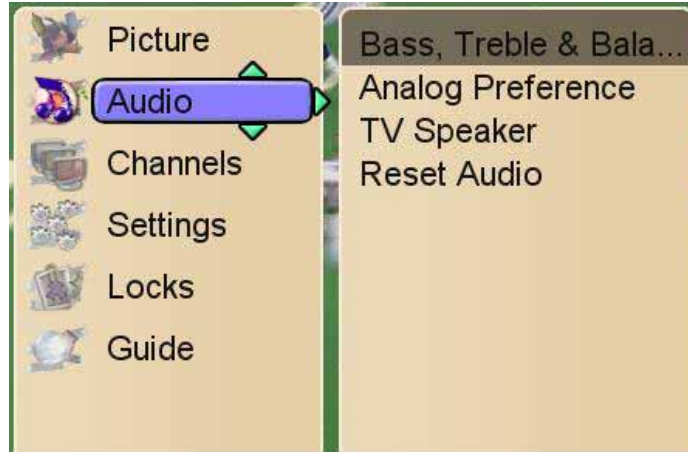 Picture
Audio
Channels
Settings
Locks
Guide
Bass, Treble & Bala...
Analog Preference
TV Speaker
Reset Audio